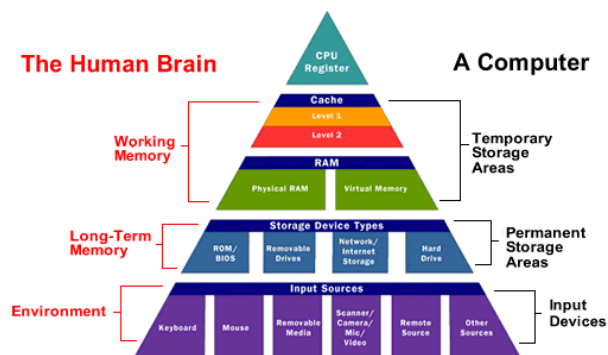 The Human Brain
A Computer
CPU
Register
Cache
Level 1
Level 2
Working
Memory
Temporary
Storage
Areas
RAM
Physical RAM
Virtual Memory
Long-Term
Memory
Storage Device Types
ROM/
BIOS
Removable
Drives
Network/
Internet
Storage
Hard
Drive
Permanent
Storage
Areas
Environment
Input Sources
Keyboard
Mouse
Removable
Media
Scanner/
Camera/
Mic/
Video
Remote
Source
Other
Sources
Input
Devices